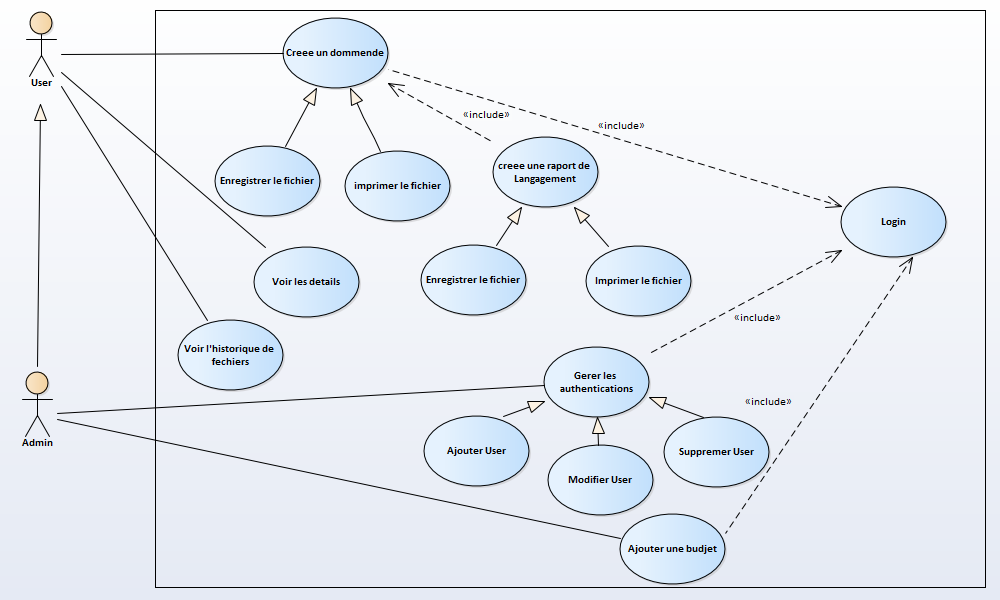 Creee un dommende
User
«include»
«include»
creee une raport de
Langagement
Enregistrer le fichier
imprimer le fichier
Login
Voir les details
Enregistrer le fichier
Imprimer le fichier
«include»
Voir l'historique de
fechiers
Gerer les
authentications
«include»
Admin
Ajouter User
Modifier User
Suppremer User
Ajouter une budjet